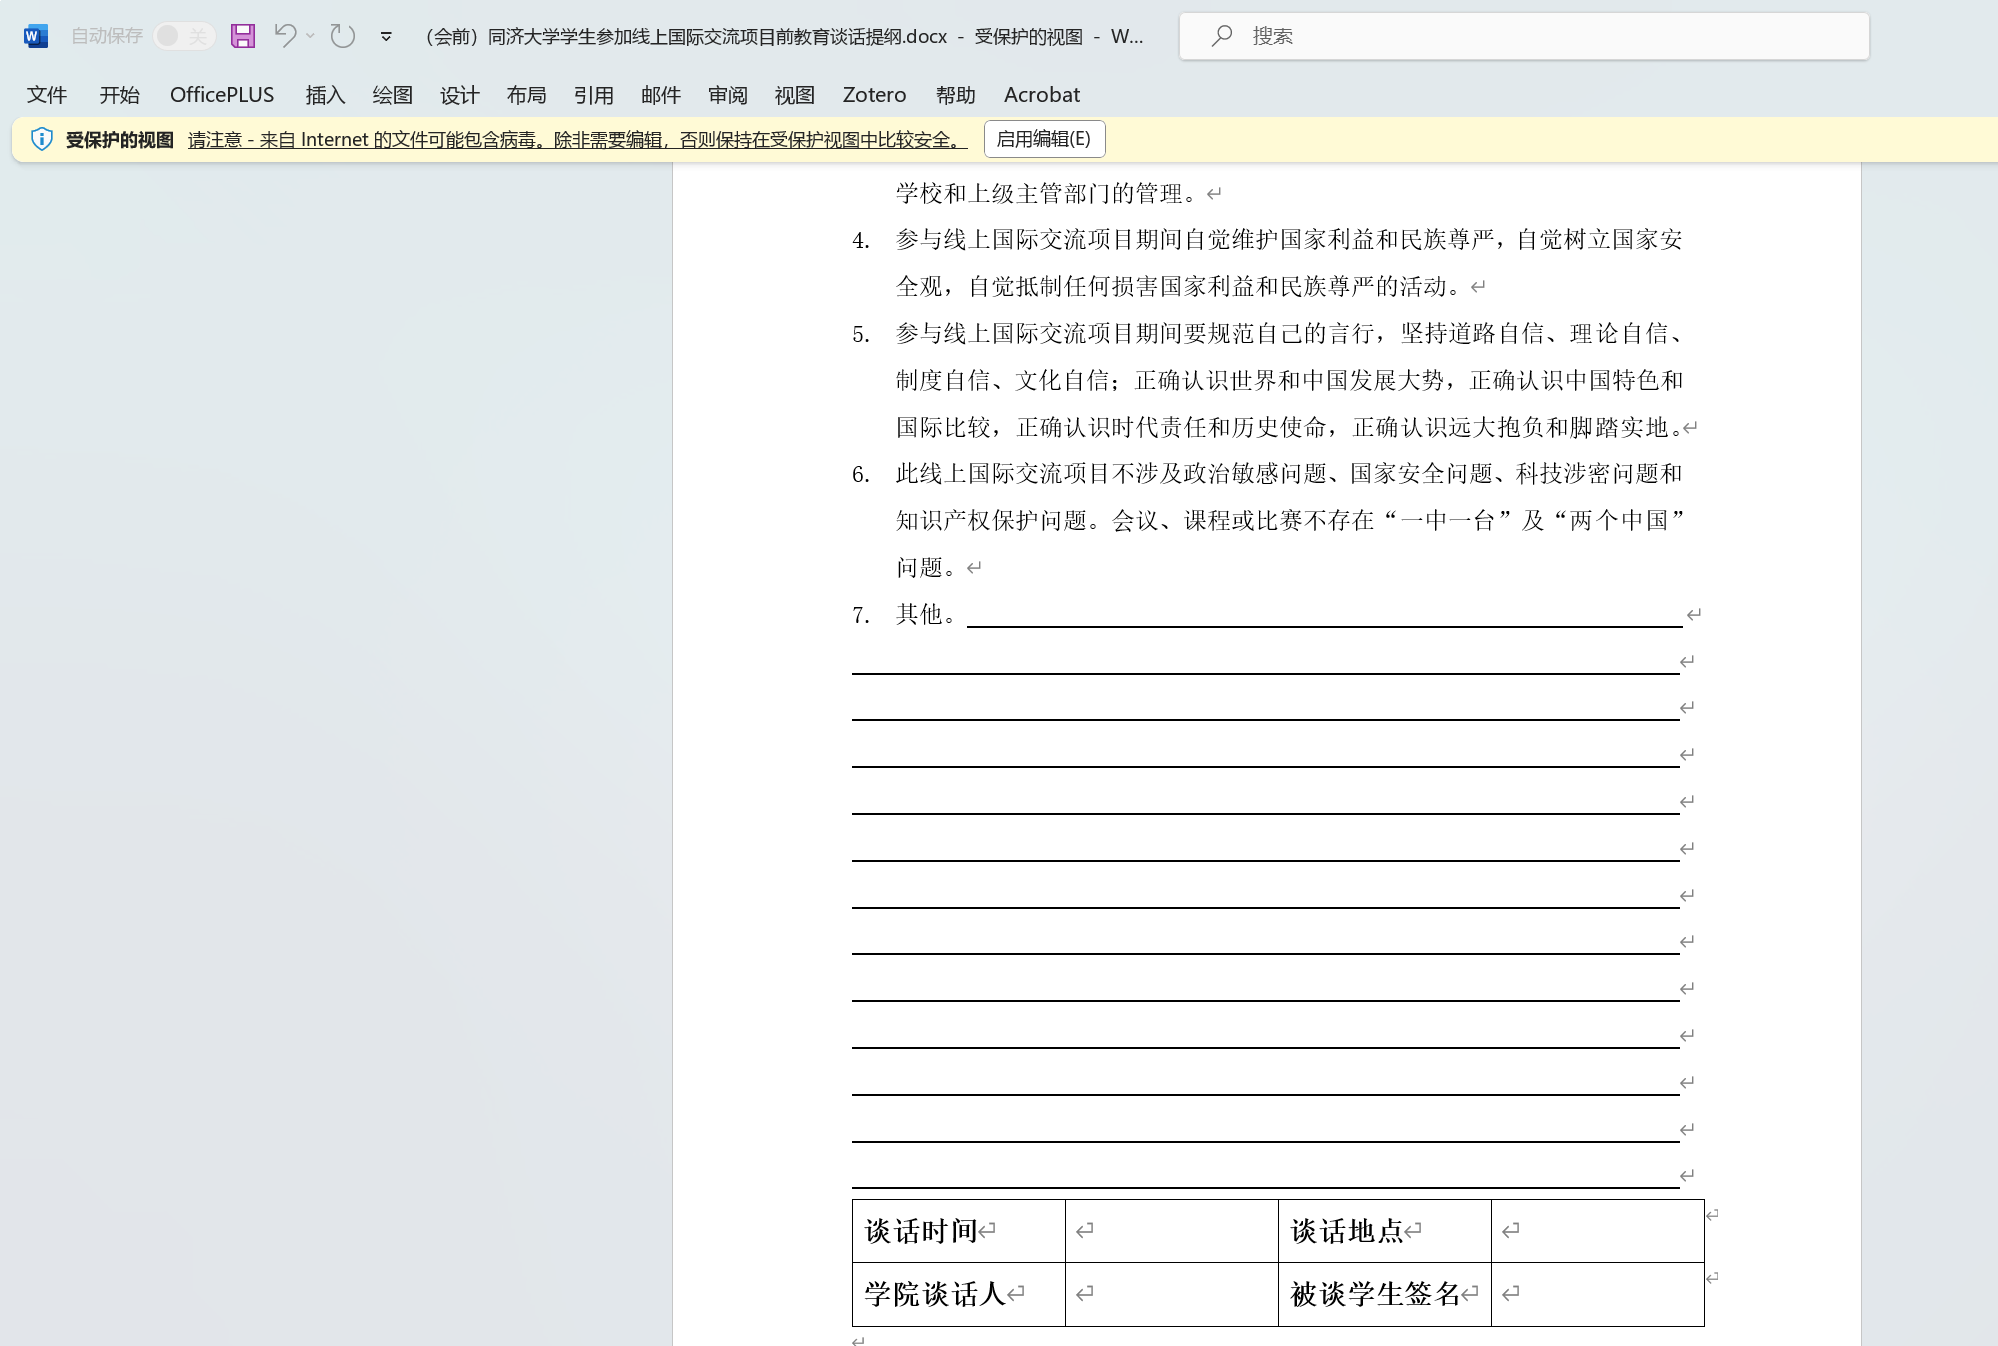 自动保存 关 （会前）同济大学学生参加线上国际交流项目前教育谈话提纲.docx - 受保护的视图 - W... 搜索
文件 开始 OfficePLUS 插入 绘图 设计 布局 引用 邮件 审阅 视图 Zotero 帮助 Acrobat
受保护的视图 请注意 - 来自 Internet 的文件可能包含病毒。除非需要编辑，否则保持在受保护视图中比较安全。 启用编辑(E)
学校和上级主管部门的管理。
4. 参与线上国际交流项目期间自觉维护国家利益和民族尊严，自觉树立国家安
全观，自觉抵制任何损害国家利益和民族尊严的活动。
5. 参与线上国际交流项目期间要规范自己的言行，坚持道路自信、理论自信、
制度自信、文化自信；正确认识世界和中国发展大势，正确认识中国特色和
国际比较，正确认识时代责任和历史使命，正确认识远大抱负和脚踏实地。
6. 此线上国际交流项目不涉及政治敏感问题、国家安全问题、科技涉密问题和
知识产权保护问题。会议、课程或比赛不存在“一中一台”及“两个中国”
问题。
7. 其他。
谈话时间 谈话地点
学院谈话人 被谈学生签名